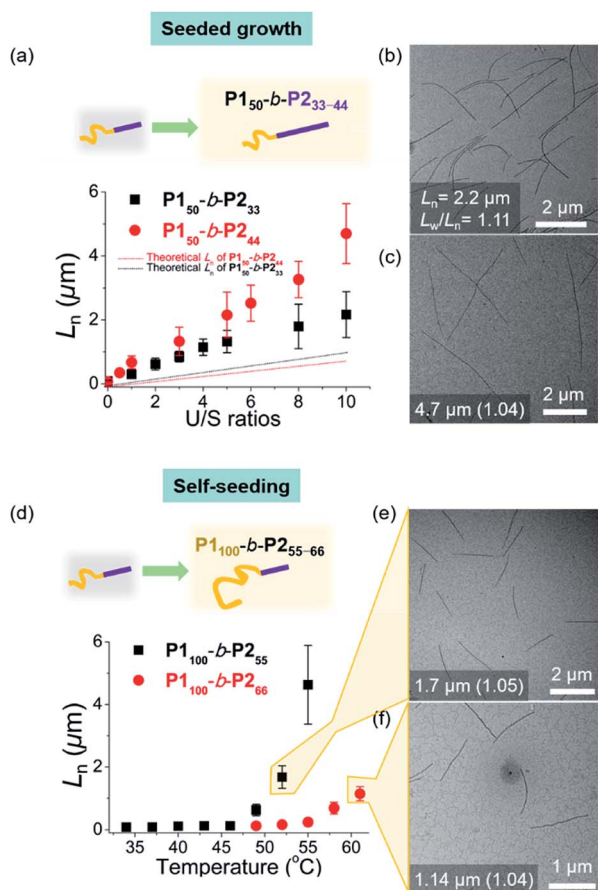 Seeded growth
(a)
P1₅₀-b-P2₃₃₋₄₄
P1₅₀-b-P2₃₃
P1₅₀-b-P2₄₄
Theoretical Lₙ of P1₅₀-b-P2₄₄
Theoretical Lₙ of P1₅₀-b-P2₃₃
Lₙ (μm)
6
4
2
0
0 2 4 6 8 10
U/S ratios
(b)
Lₙ= 2.2 μm
L_w/Lₙ= 1.11
2 μm
(c)
4.7 μm (1.04)
2 μm
Self-seeding
(d)
P1₁₀₀-b-P2₅₅₋₆₆
P1₁₀₀-b-P2₅₅
P1₁₀₀-b-P2₆₆
Lₙ (μm)
6
4
2
0
35 40 45 50 55 60
Temperature (°C)
(e)
1.7 μm (1.05)
2 μm
(f)
1.14 μm (1.04)
1 μm